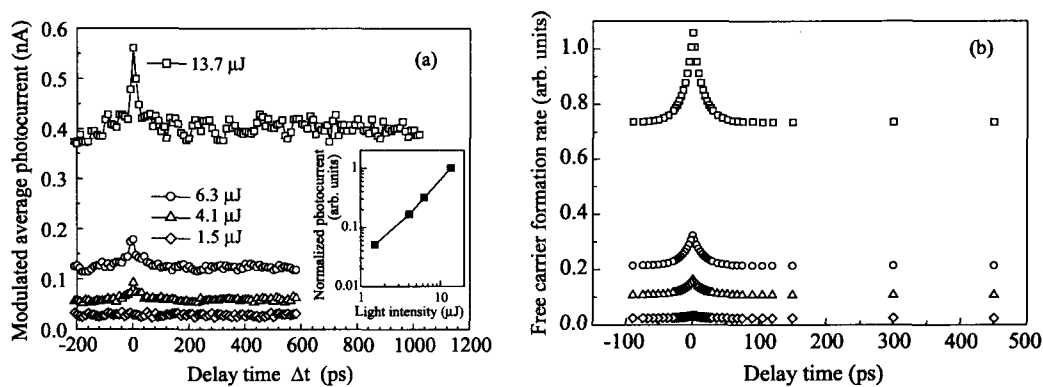 (a)
13.7 µJ
6.3 µJ
4.1 µJ
1.5 µJ
Modulated average photocurrent (nA)
0.6
0.5
0.4
0.3
0.2
0.1
0.0
-200 0 200 400 600 800 1000
Delay time Δt (ps)
Normalized photocurrent
(arb. units)
1
0.1
0.01
1 10
Light intensity (µJ)
(b)
Free carrier formation rate (arb. units)
1.0
0.8
0.6
0.4
0.2
0.0
-100 0 100 200 300 400 500
Delay time (ps)